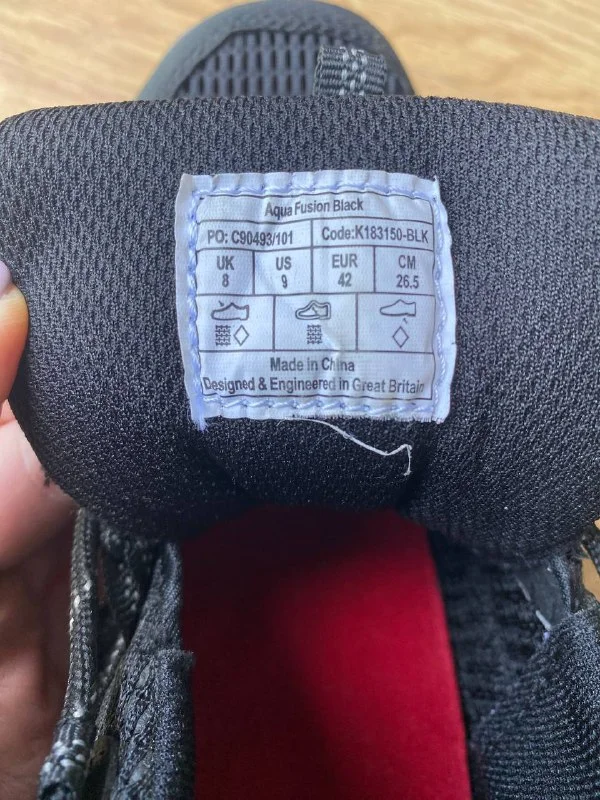 Aqua Fusion Black
PO: C90493/101 Code:K183150-BLK
UK US EUR CM
8 9 42 26.5
Made in China
Designed & Engineered in Great Britain